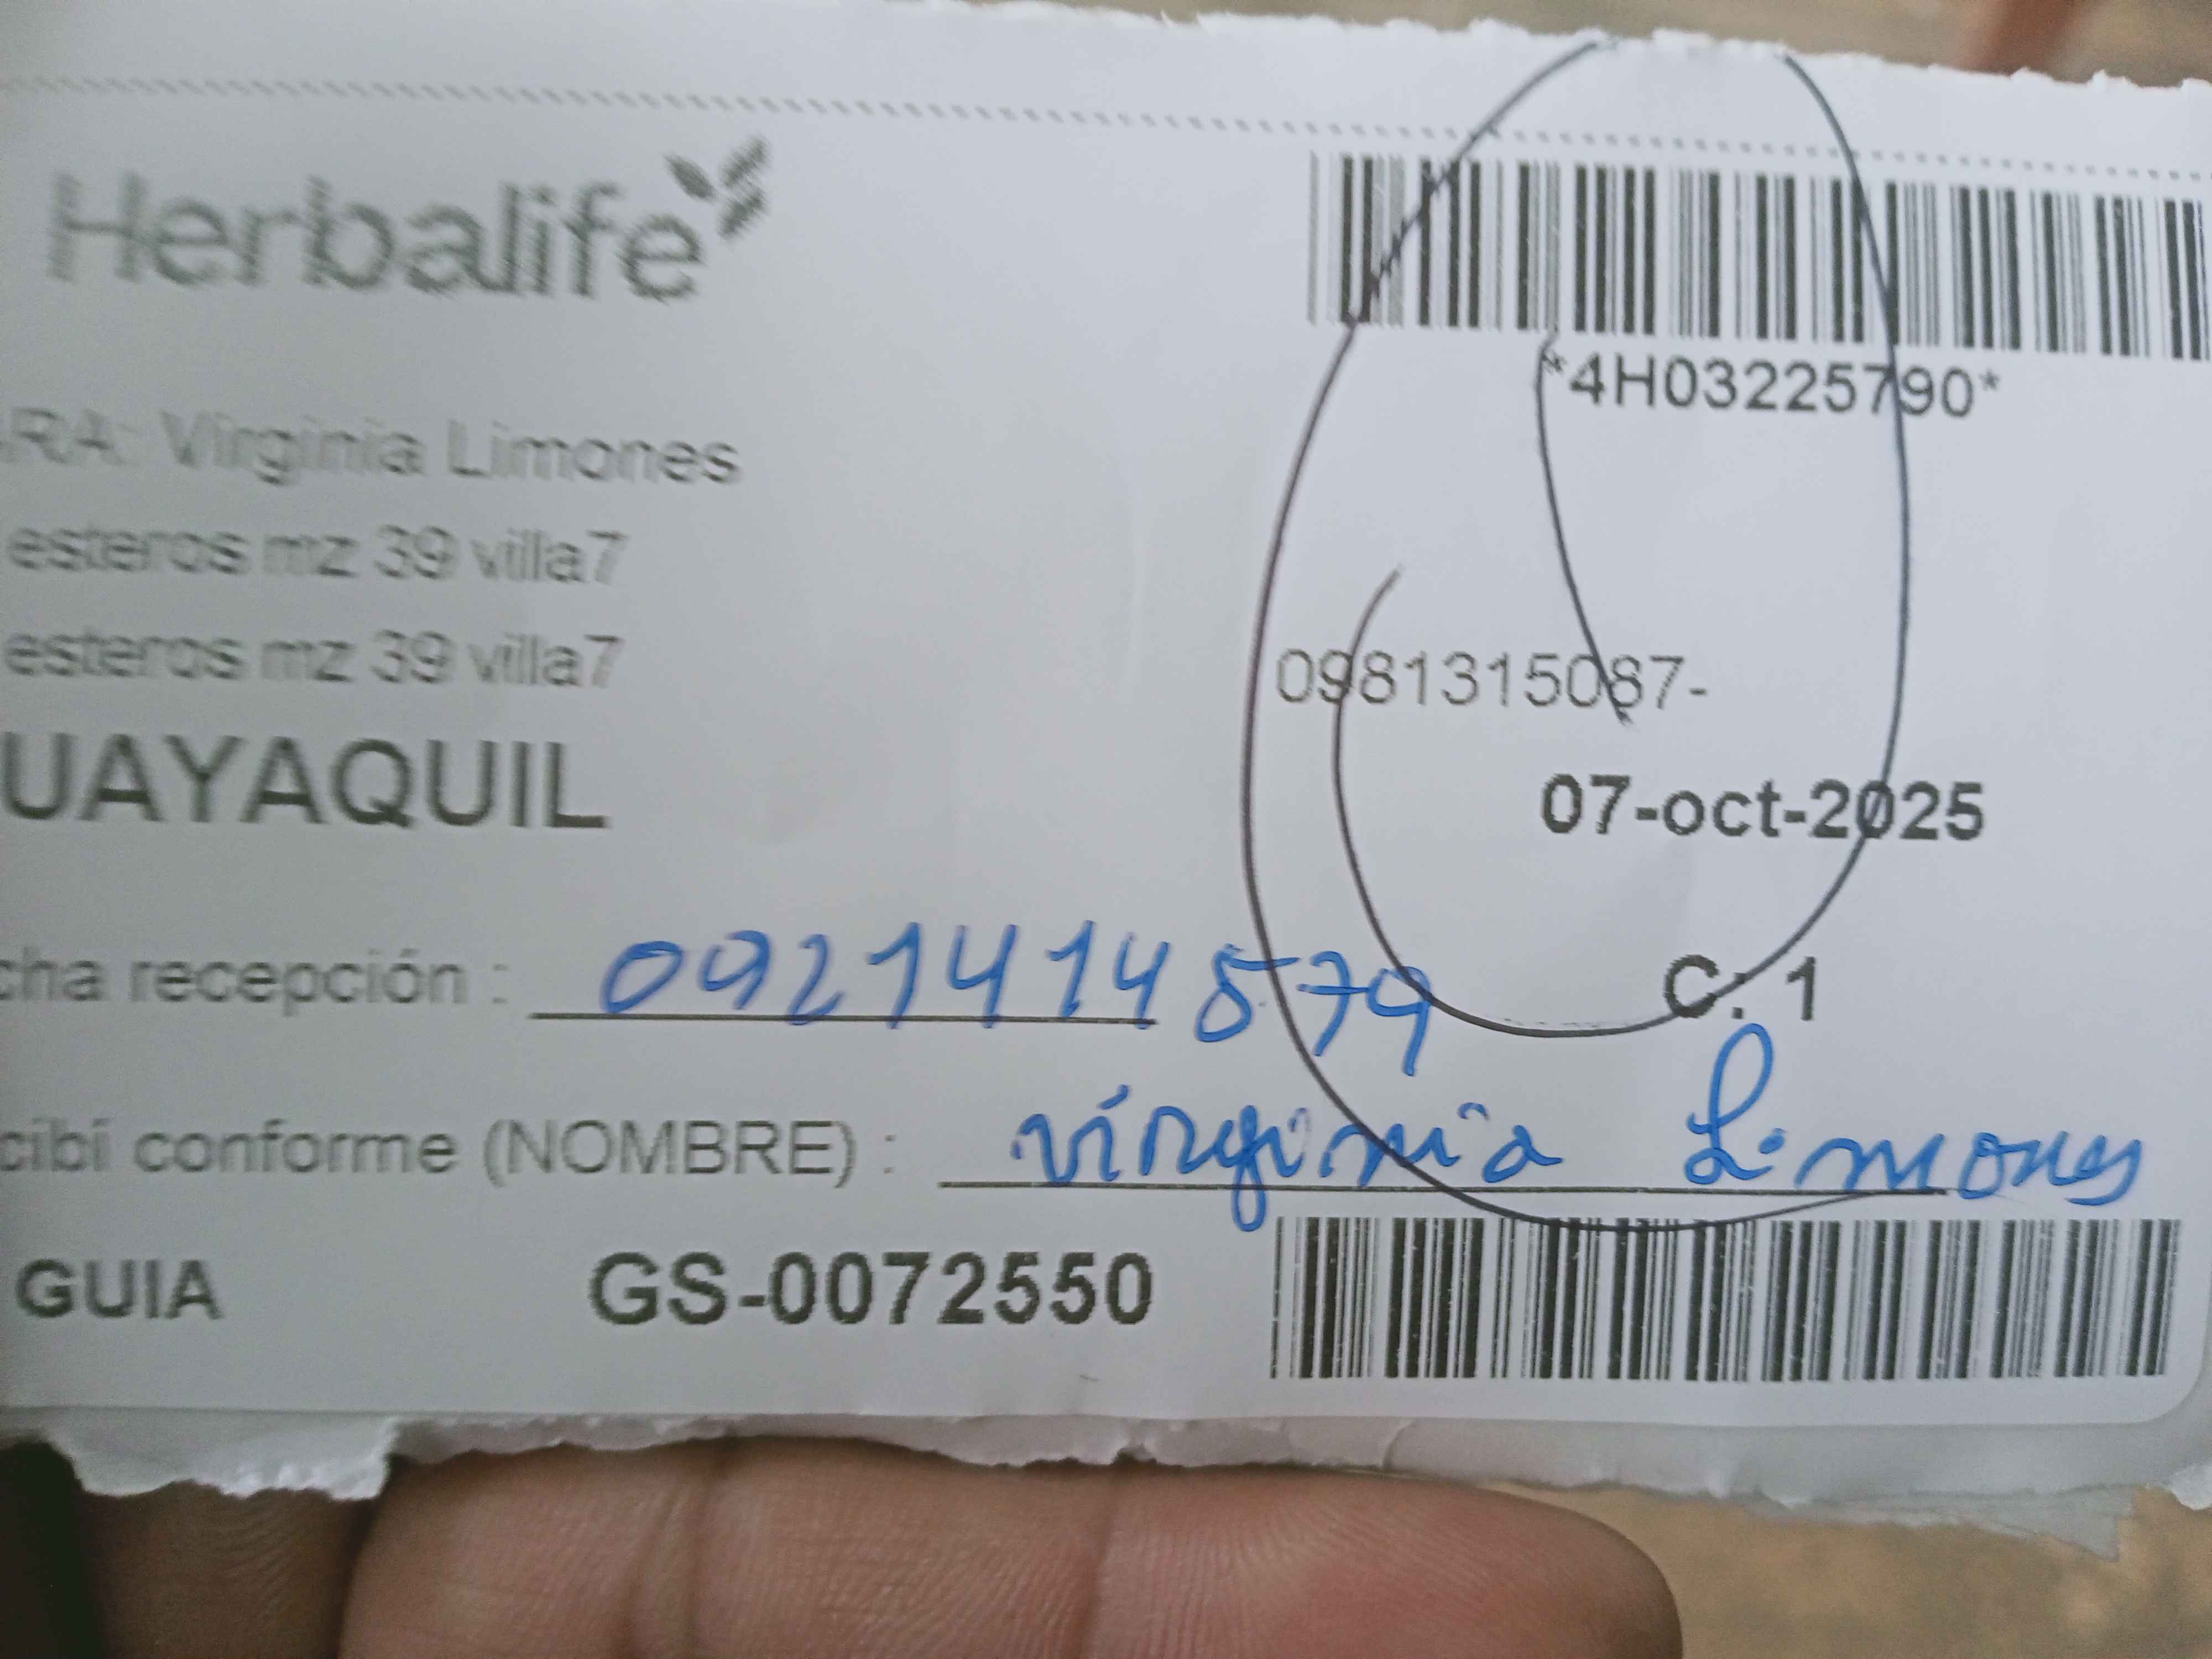 Herbalife
*4H03225790*
RA: Virginia Limones
esteros mz 39 villa7
esteros mz 39 villa7
0981315087-
UAYAQUIL
07-oct-2025
cha recepción : 0921414579
C: 1
cibí conforme (NOMBRE) : virginia Limones
GUIA GS-0072550